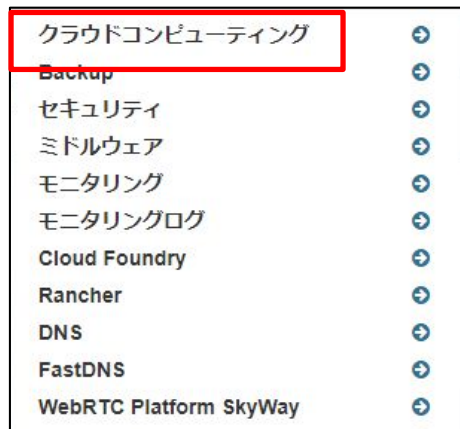 クラウドコンピューティング
Backup
セキュリティ
ミドルウェア
モニタリング
モニタリングログ
Cloud Foundry
Rancher
DNS
FastDNS
WebRTC Platform SkyWay